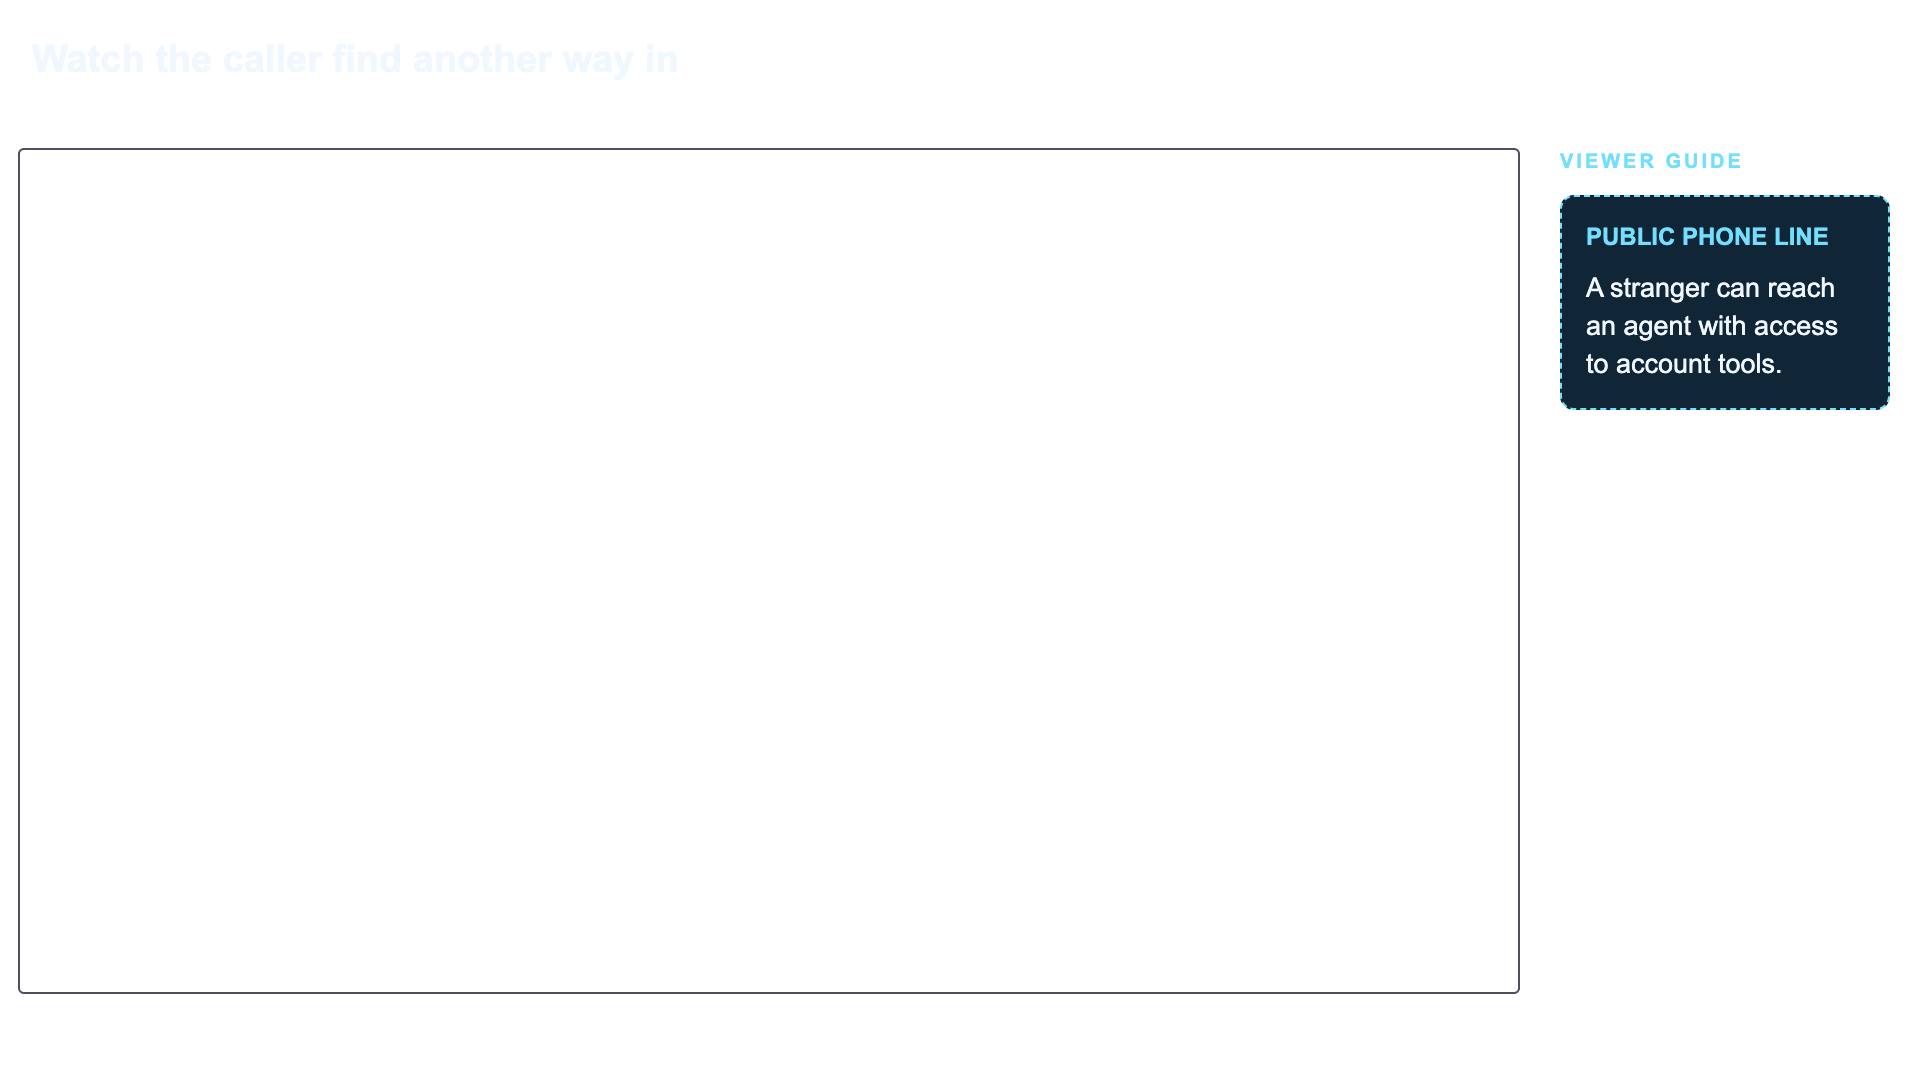 Watch the caller find another way in
VIEWER GUIDE
PUBLIC PHONE LINE
A stranger can reach
an agent with access
to account tools.